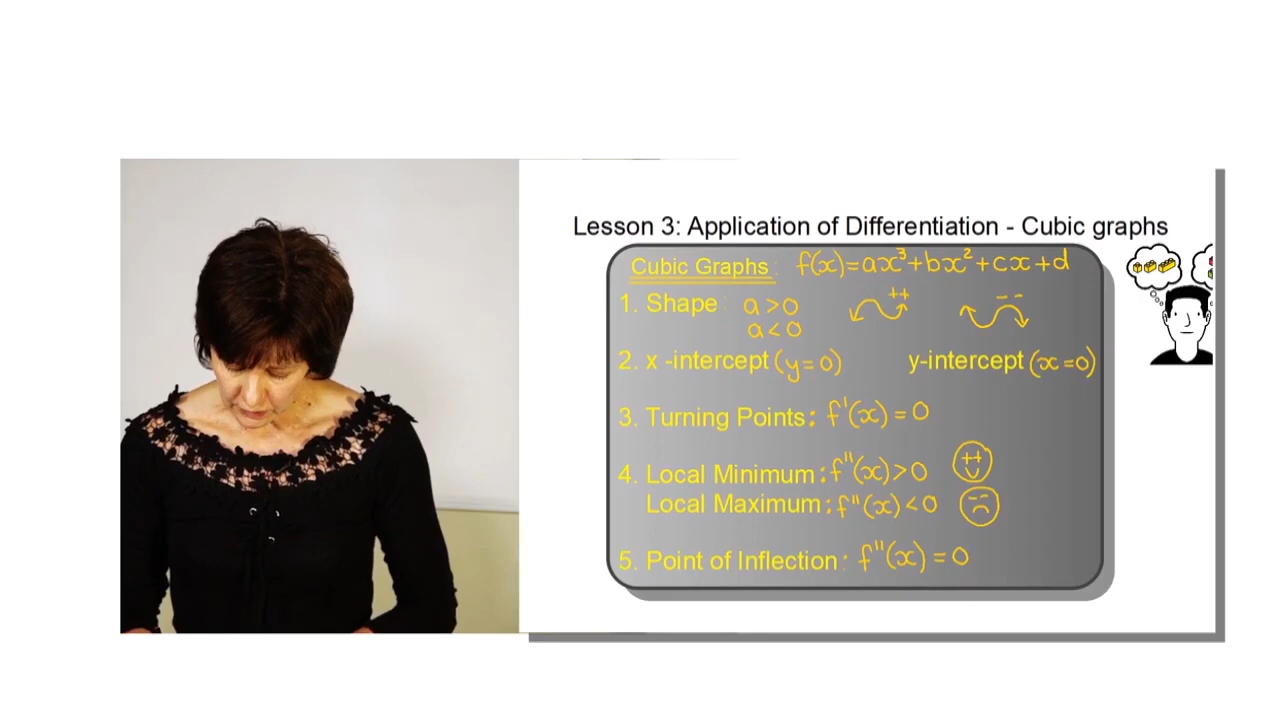 Lesson 3: Application of Differentiation - Cubic graphs
Cubic Graphs: f(x)=ax³+bx²+cx+d
1. Shape: a>0 ++ --
a<0
2. x -intercept (y=0) y-intercept (x=0)
3. Turning Points: f'(x)=0
4. Local Minimum: f''(x)>0 ++
Local Maximum: f''(x)<0 --
5. Point of Inflection: f''(x)=0